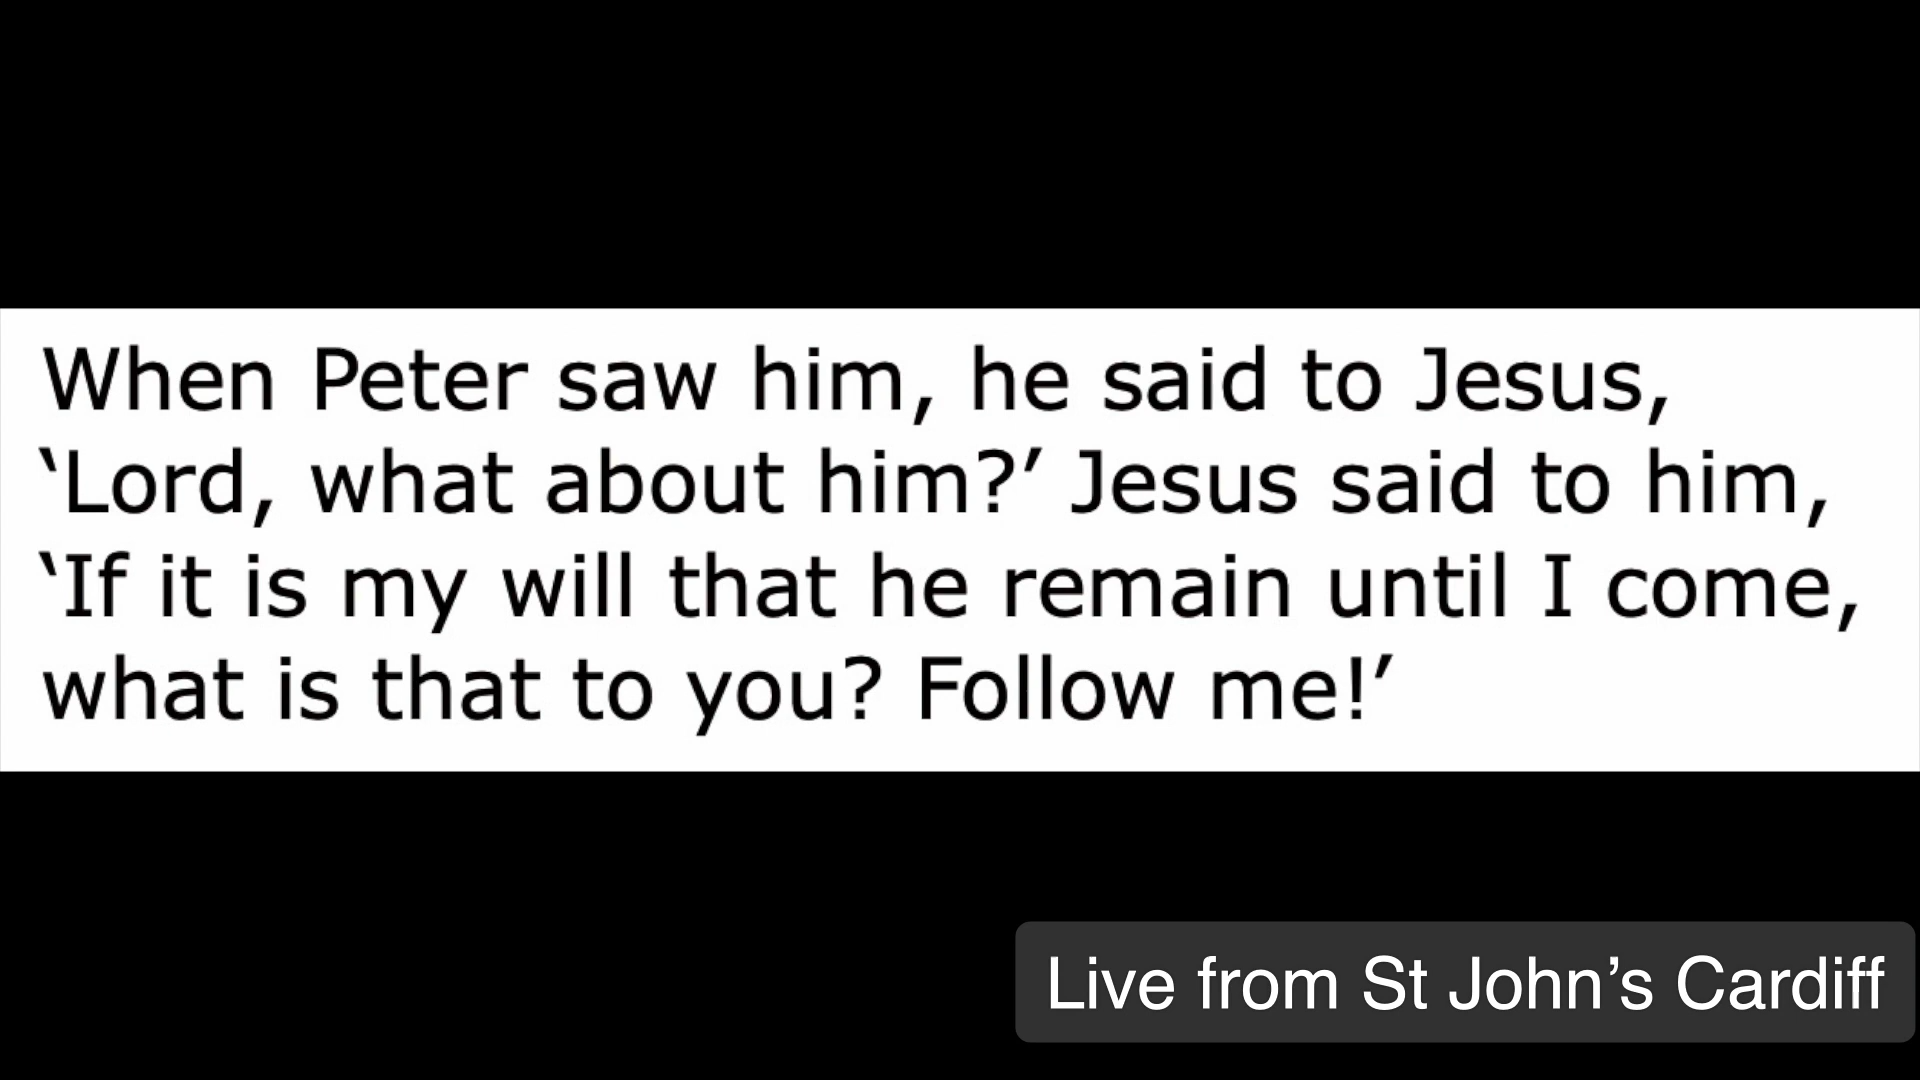 When Peter saw him, he said to Jesus,
‘Lord, what about him?’ Jesus said to him,
‘If it is my will that he remain until I come,
what is that to you? Follow me!’
Live from St John’s Cardiff